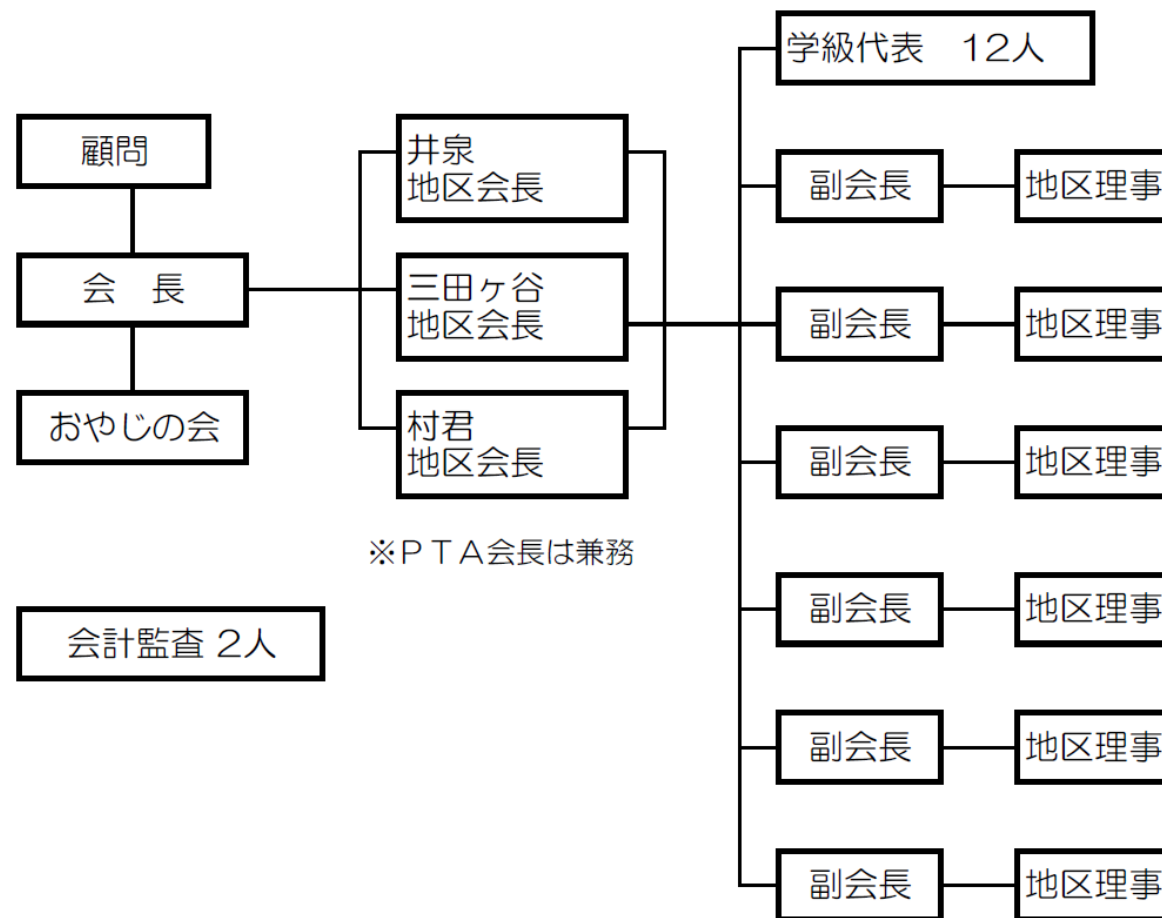 学級代表　12人
顧問
会　長
おやじの会
井泉
地区会長
三田ヶ谷
地区会長
村君
地区会長
※ＰＴＡ会長は兼務
会計監査 2人
副会長
地区理事
副会長
地区理事
副会長
地区理事
副会長
地区理事
副会長
地区理事
副会長
地区理事